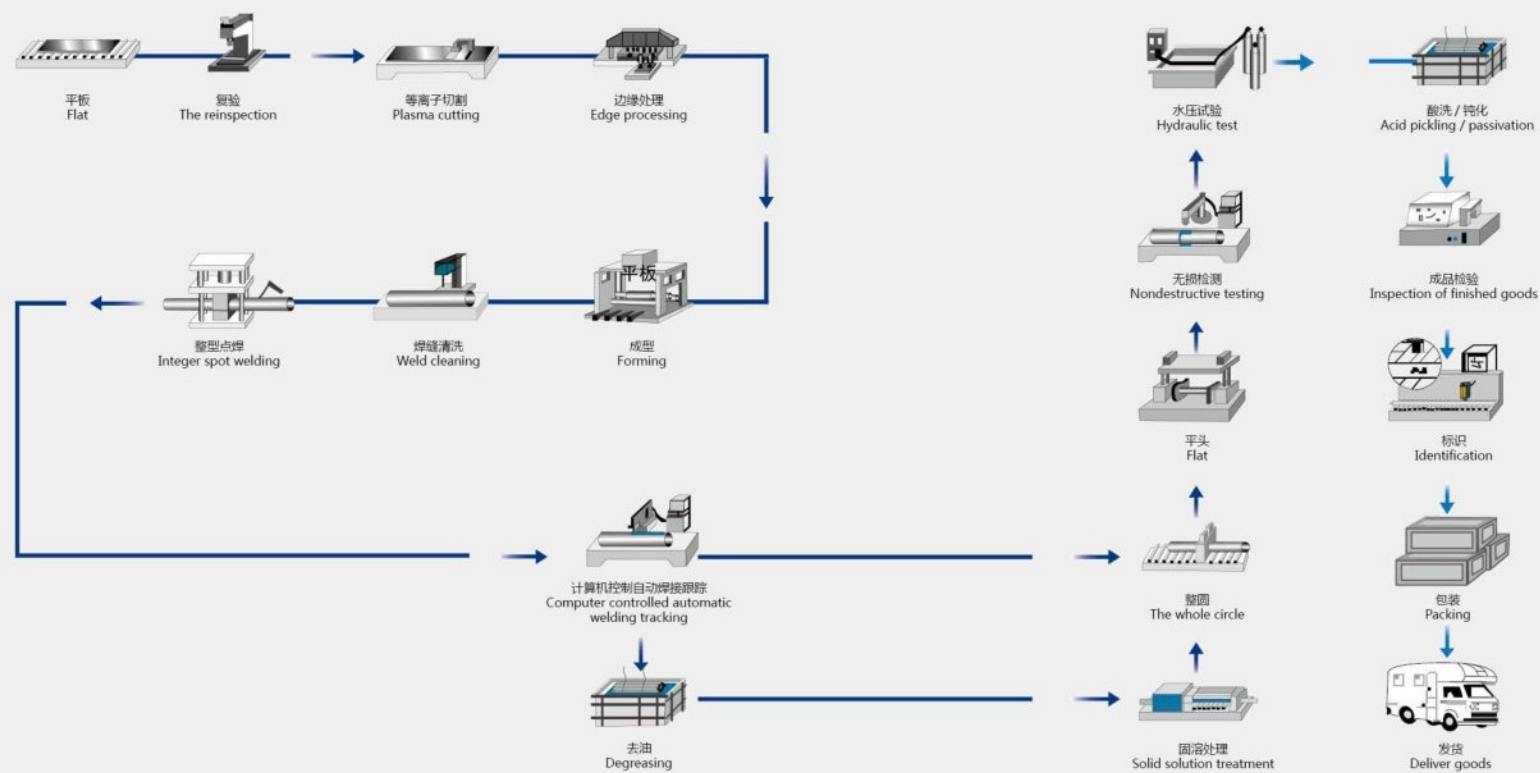 平板
Flat
复验
The reinspection
等离子切割
Plasma cutting
边缘处理
Edge processing
水压试验
Hydraulic test
酸洗 / 钝化
Acid pickling / passivation
平板
整型点焊
Integer spot welding
焊缝清洗
Weld cleaning
成型
Forming
无损检测
Nondestructive testing
成品检验
Inspection of finished goods
平头
Flat
标识
Identification
计算机控制自动焊接跟踪
Computer controlled automatic
welding tracking
整圆
The whole circle
包装
Packing
去油
Degreasing
固溶处理
Solid solution treatment
发货
Deliver goods